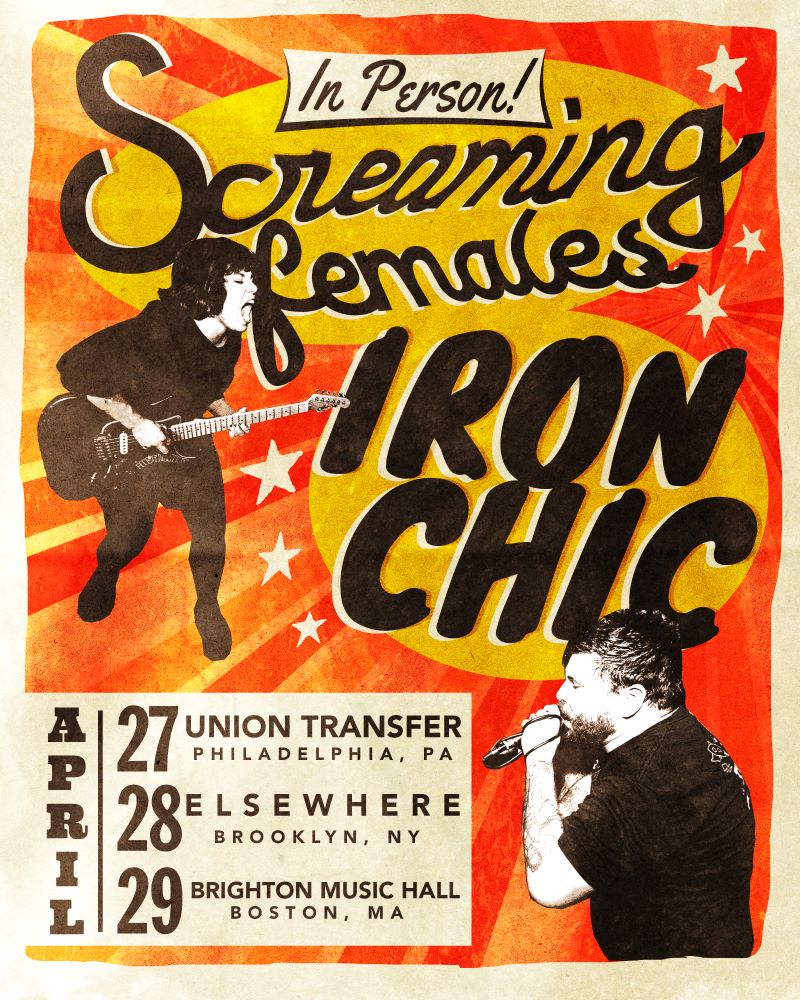 In Person!
Screaming
females
IRON
CHIC
APRIL
27 UNION TRANSFER
PHILADELPHIA, PA
28 ELSEWHERE
BROOKLYN, NY
29 BRIGHTON MUSIC HALL
BOSTON, MA